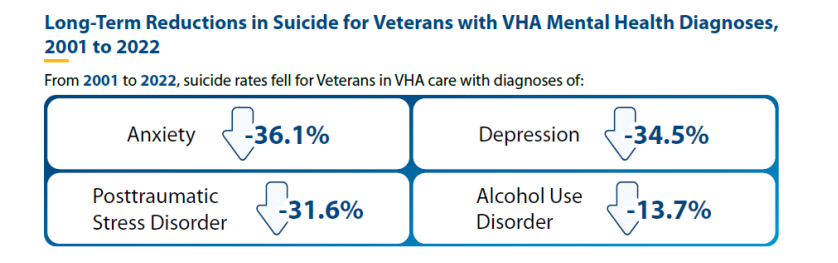 Long-Term Reductions in Suicide for Veterans with VHA Mental Health Diagnoses,
2001 to 2022
From 2001 to 2022, suicide rates fell for Veterans in VHA care with diagnoses of:
Anxiety -36.1%
Depression -34.5%
Posttraumatic
Stress Disorder -31.6%
Alcohol Use
Disorder -13.7%